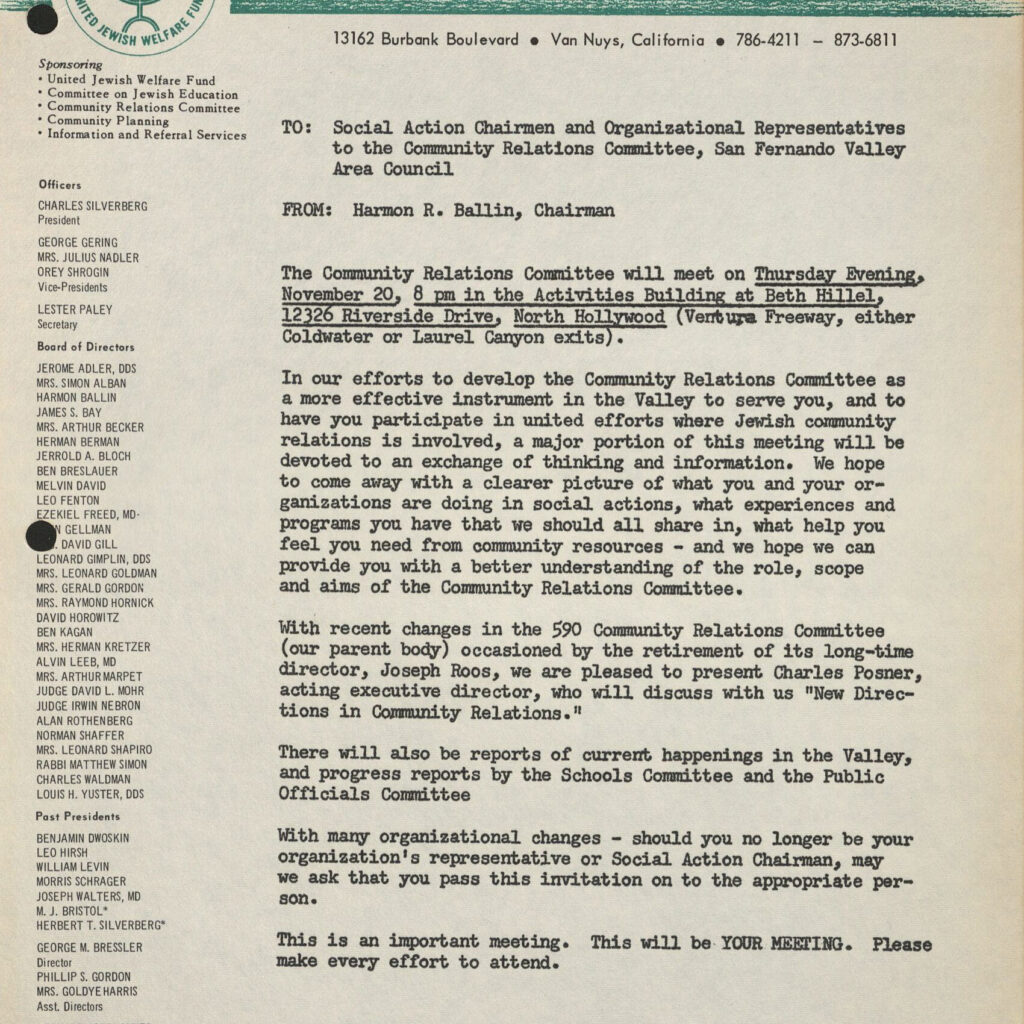 UNITED JEWISH WELFARE FUN
13162 Burbank Boulevard ● Van Nuys, California ● 786-4211 – 873-6811
Sponsoring
• United Jewish Welfare Fund
• Committee on Jewish Education
• Community Relations Committee
• Community Planning
• Information and Referral Services
Officers
CHARLES SILVERBERG
President
GEORGE GERING
MRS. JULIUS NADLER
OREY SHROGIN
Vice-Presidents
LESTER PALEY
Secretary
Board of Directors
JEROME ADLER, DDS
MRS. SIMON ALBAN
HARMON BALLIN
JAMES S. BAY
MRS. ARTHUR BECKER
HERMAN BERMAN
JERROLD A. BLOCH
BEN BRESLAUER
MELVIN DAVID
LEO FENTON
EZEKIEL FREED, MD·
N GELLMAN
. DAVID GILL
LEONARD GIMPLIN, DDS
MRS. LEONARD GOLDMAN
MRS. GERALD GORDON
MRS. RAYMOND HORNICK
DAVID HOROWITZ
BEN KAGAN
MRS. HERMAN KRETZER
ALVIN LEEB, MD
MRS. ARTHUR MARPET
JUDGE DAVID L. MOHR
JUDGE IRWIN NEBRON
ALAN ROTHENBERG
NORMAN SHAFFER
MRS. LEONARD SHAPIRO
RABBI MATTHEW SIMON
CHARLES WALDMAN
LOUIS H. YUSTER, DDS
Past Presidents
BENJAMIN DWOSKIN
LEO HIRSH
WILLIAM LEVIN
MORRIS SCHRAGER
JOSEPH WALTERS, MD
M. J. BRISTOL*
HERBERT T. SILVERBERG*
GEORGE M. BRESSLER
Director
PHILLIP S. GORDON
MRS. GOLDYE HARRIS
Asst. Directors
TO: Social Action Chairmen and Organizational Representatives
to the Community Relations Committee, San Fernando Valley
Area Council
FROM: Harmon R. Ballin, Chairman
The Community Relations Committee will meet on Thursday Evening,
November 20, 8 pm in the Activities Building at Beth Hillel,
12326 Riverside Drive, North Hollywood (Ventura Freeway, either
Coldwater or Laurel Canyon exits).
In our efforts to develop the Community Relations Committee as
a more effective instrument in the Valley to serve you, and to
have you participate in united efforts where Jewish community
relations is involved, a major portion of this meeting will be
devoted to an exchange of thinking and information. We hope
to come away with a clearer picture of what you and your or-
ganizations are doing in social actions, what experiences and
programs you have that we should all share in, what help you
feel you need from community resources - and we hope we can
provide you with a better understanding of the role, scope
and aims of the Community Relations Committee.
With recent changes in the 590 Community Relations Committee
(our parent body) occasioned by the retirement of its long-time
director, Joseph Roos, we are pleased to present Charles Posner,
acting executive director, who will discuss with us "New Direc-
tions in Community Relations."
There will also be reports of current happenings in the Valley,
and progress reports by the Schools Committee and the Public
Officials Committee
With many organizational changes - should you no longer be your
organization's representative or Social Action Chairman, may
we ask that you pass this invitation on to the appropriate per-
son.
This is an important meeting. This will be YOUR MEETING. Please
make every effort to attend.